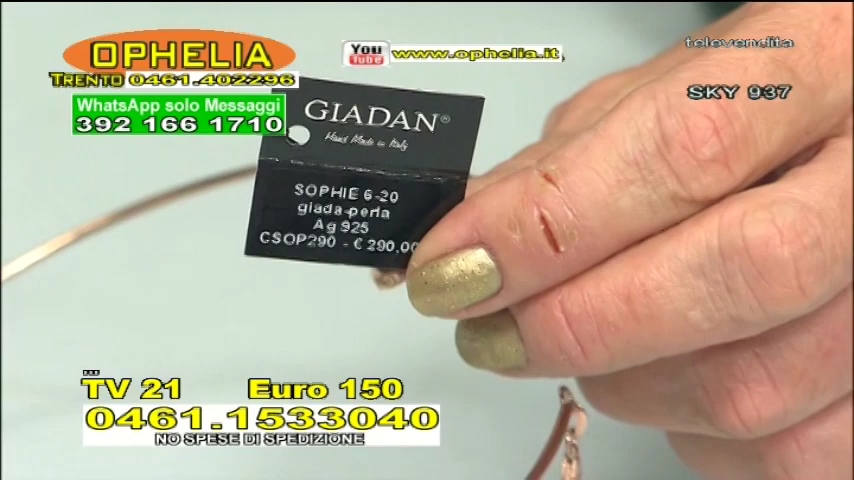 OPHELIA
TRENTO 0461.402296
WhatsApp solo Messaggi
392 166 1710
You Tube
www.ophelia.it
televendita
SKY 937
GIADAN®
Hand Made in Italy
SOPHIE 6-20
giada-perla
Ag 925
CSOP290 - € 290,00
...
TV 21 Euro 150
0461.1533040
NO SPESE DI SPEDIZIONE